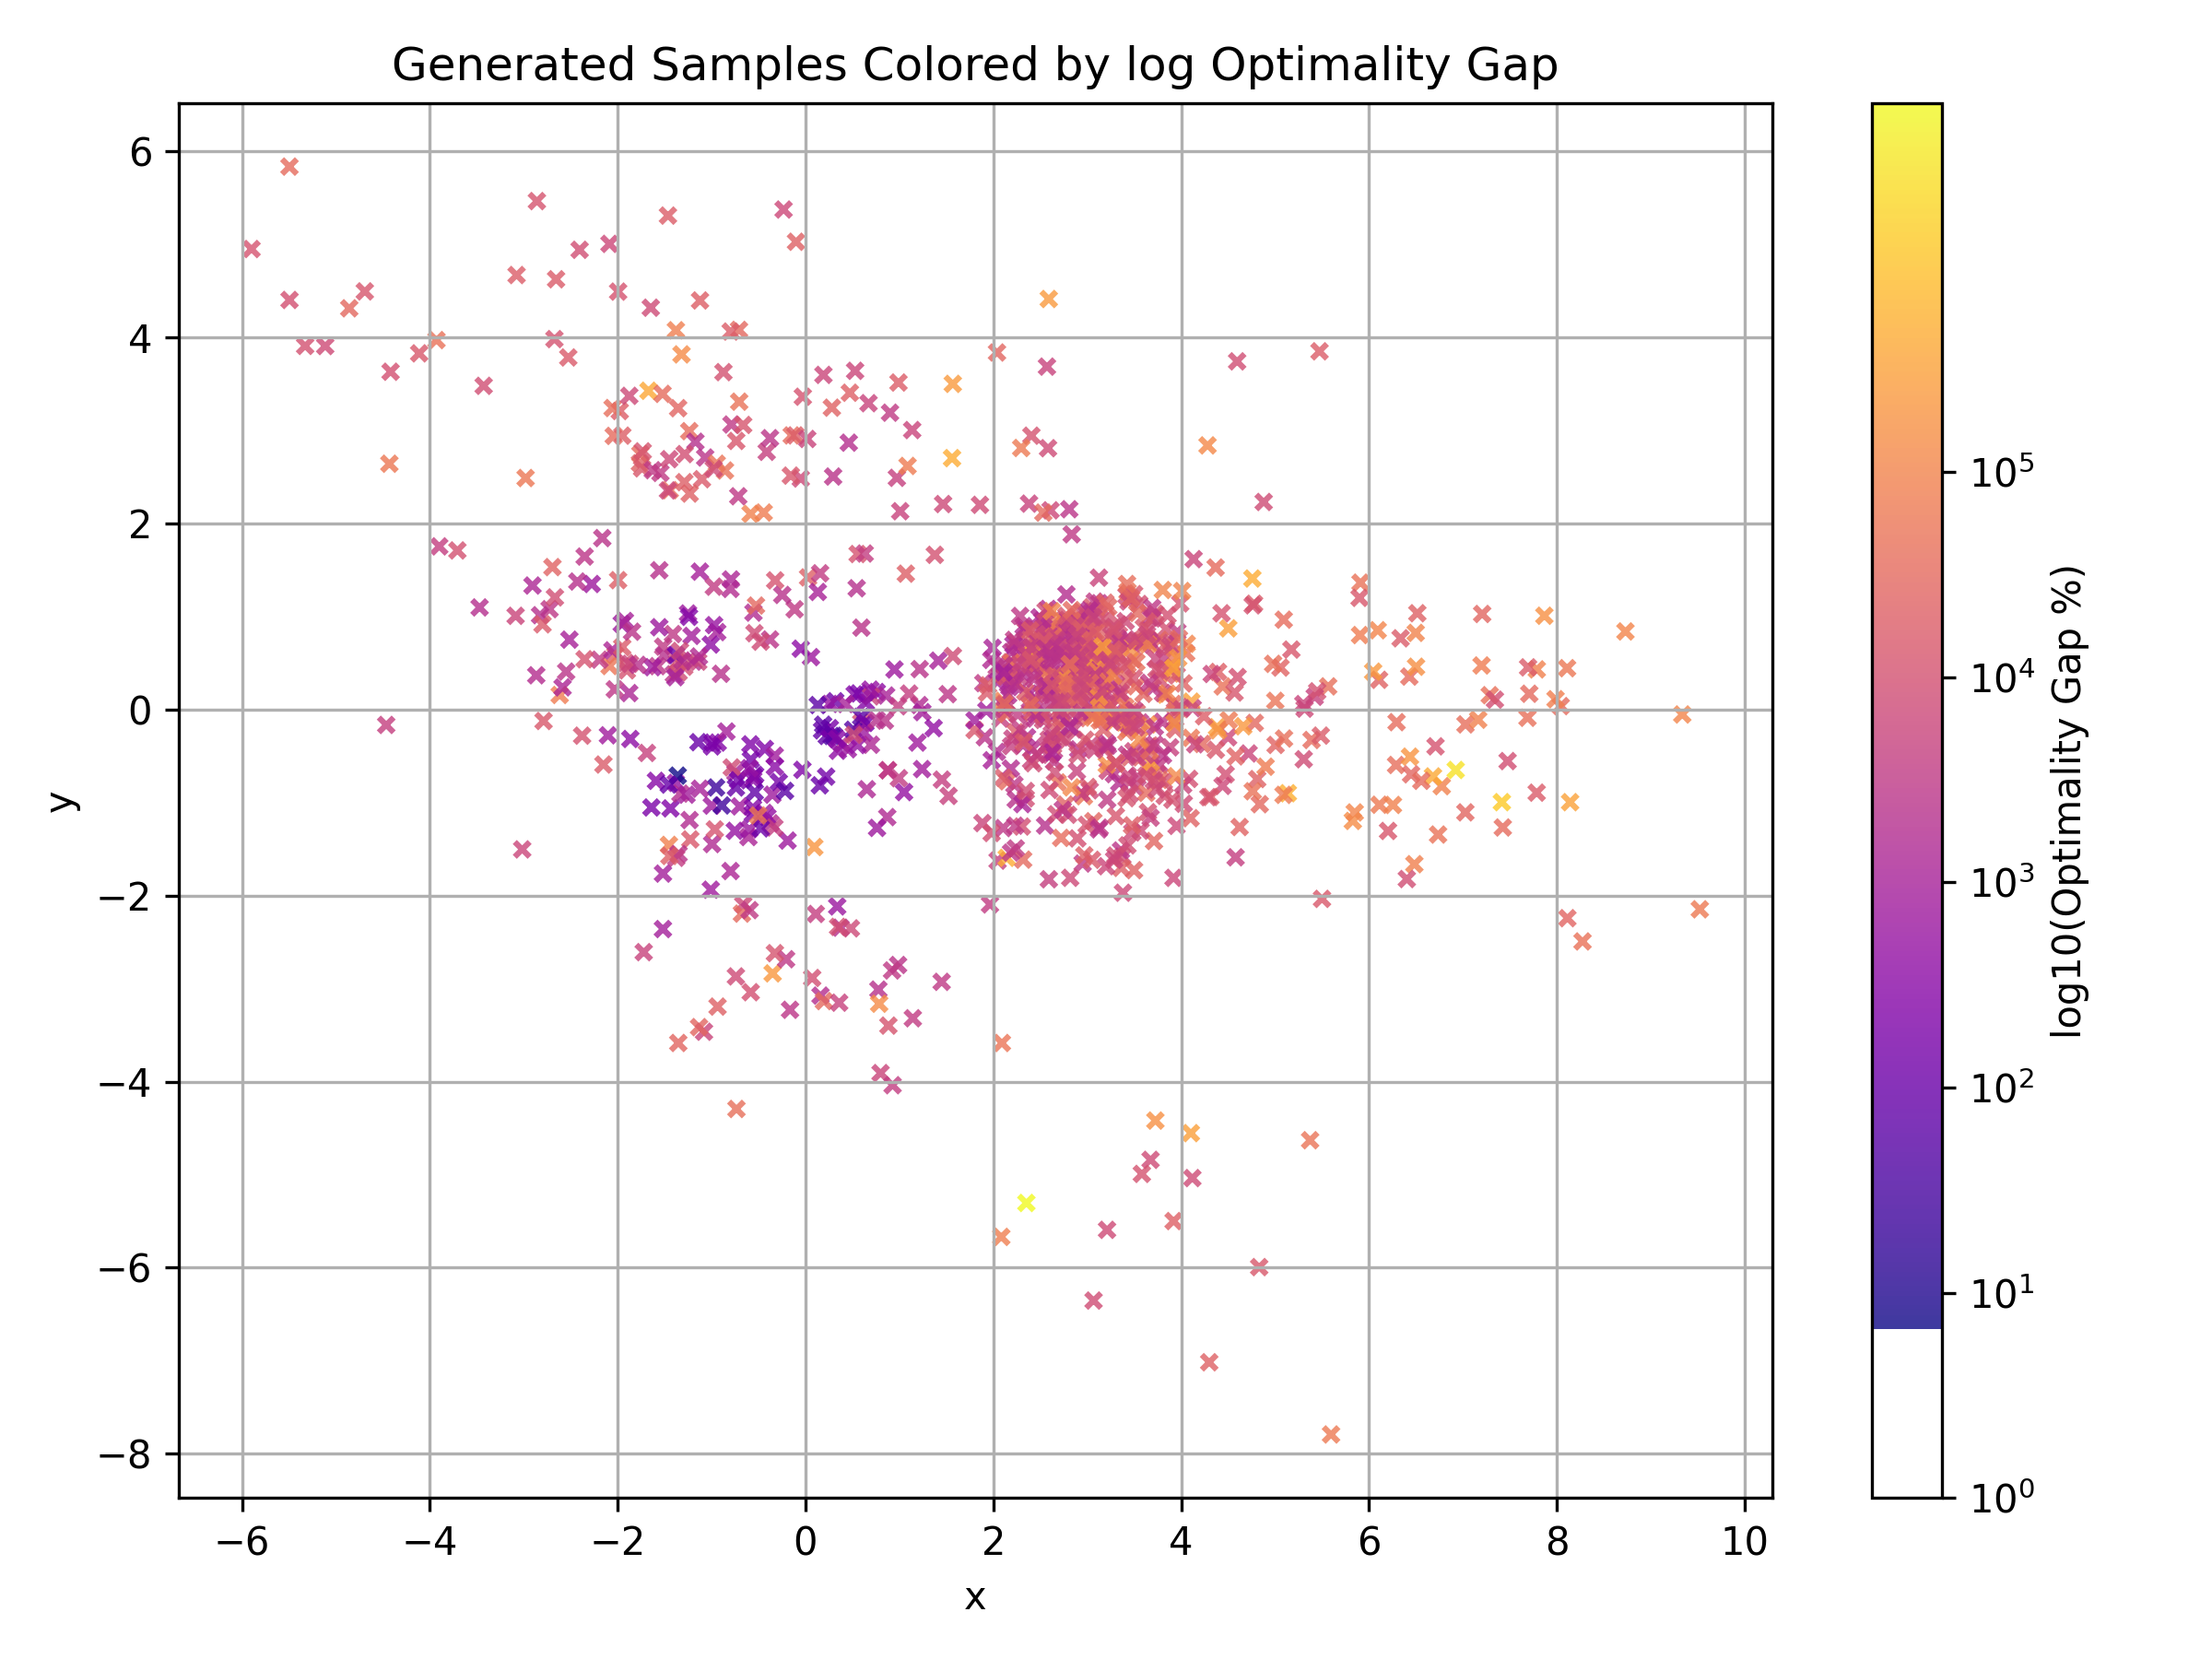 Generated Samples Colored by log Optimality Gap
6
4
2
0
−2
−4
−6
−8
y
−6 −4 −2 0 2 4 6 8 10
x
10⁵
10⁴
10³
10²
10¹
10⁰
log10(Optimality Gap %)